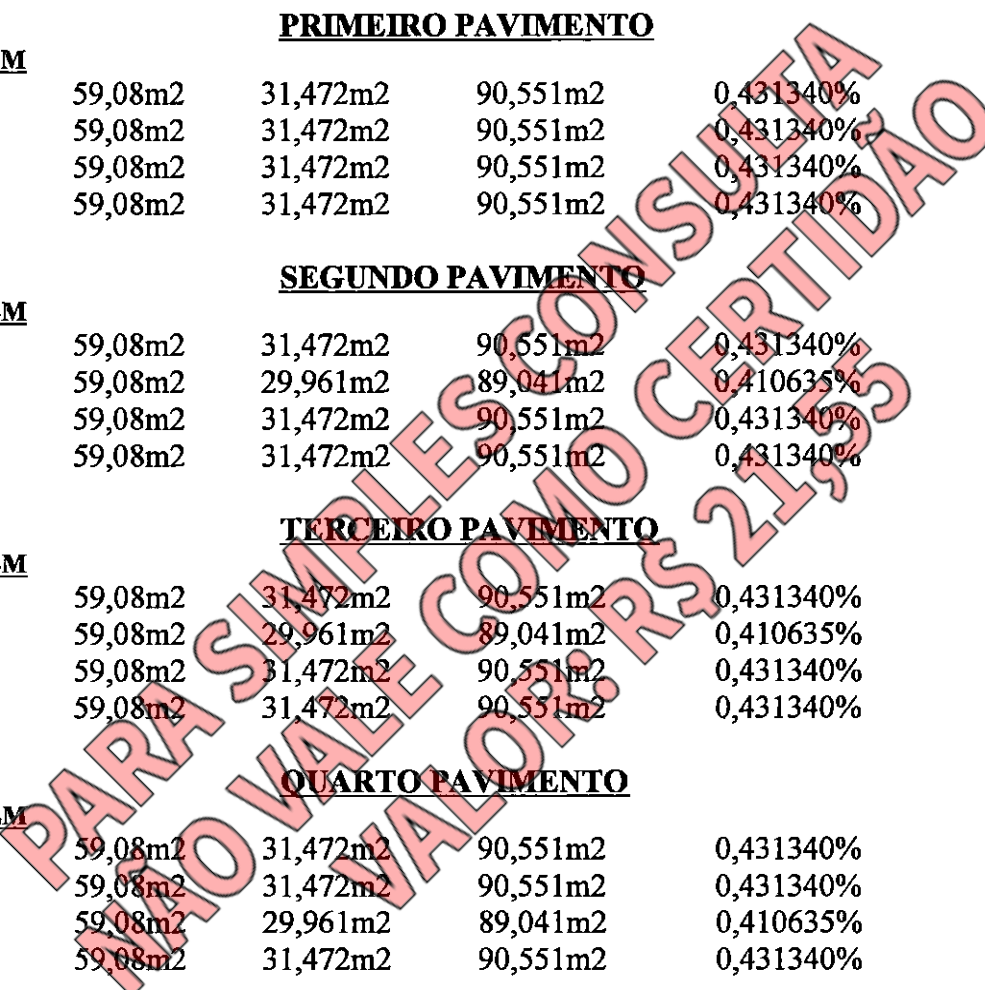 PRIMEIRO PAVIMENTO
M
59,08m2 31,472m2 90,551m2 0,431340%
59,08m2 31,472m2 90,551m2 0,431340%
59,08m2 31,472m2 90,551m2 0,431340%
59,08m2 31,472m2 90,551m2 0,431340%
SEGUNDO PAVIMENTO
M
59,08m2 31,472m2 90,551m2 0,431340%
59,08m2 29,961m2 89,041m2 0,410635%
59,08m2 31,472m2 90,551m2 0,431340%
59,08m2 31,472m2 90,551m2 0,431340%
TERCEIRO PAVIMENTO
M
59,08m2 31,472m2 90,551m2 0,431340%
59,08m2 29,961m2 89,041m2 0,410635%
59,08m2 31,472m2 90,551m2 0,431340%
59,08m2 31,472m2 90,551m2 0,431340%
QUARTO PAVIMENTO
M
59,08m2 31,472m2 90,551m2 0,431340%
59,08m2 31,472m2 90,551m2 0,431340%
59,08m2 29,961m2 89,041m2 0,410635%
59,08m2 31,472m2 90,551m2 0,431340%
PARA SIMPLES CONSULTA
NÃO VALE COMO CERTIDÃO
VALOR: R$ 21,55